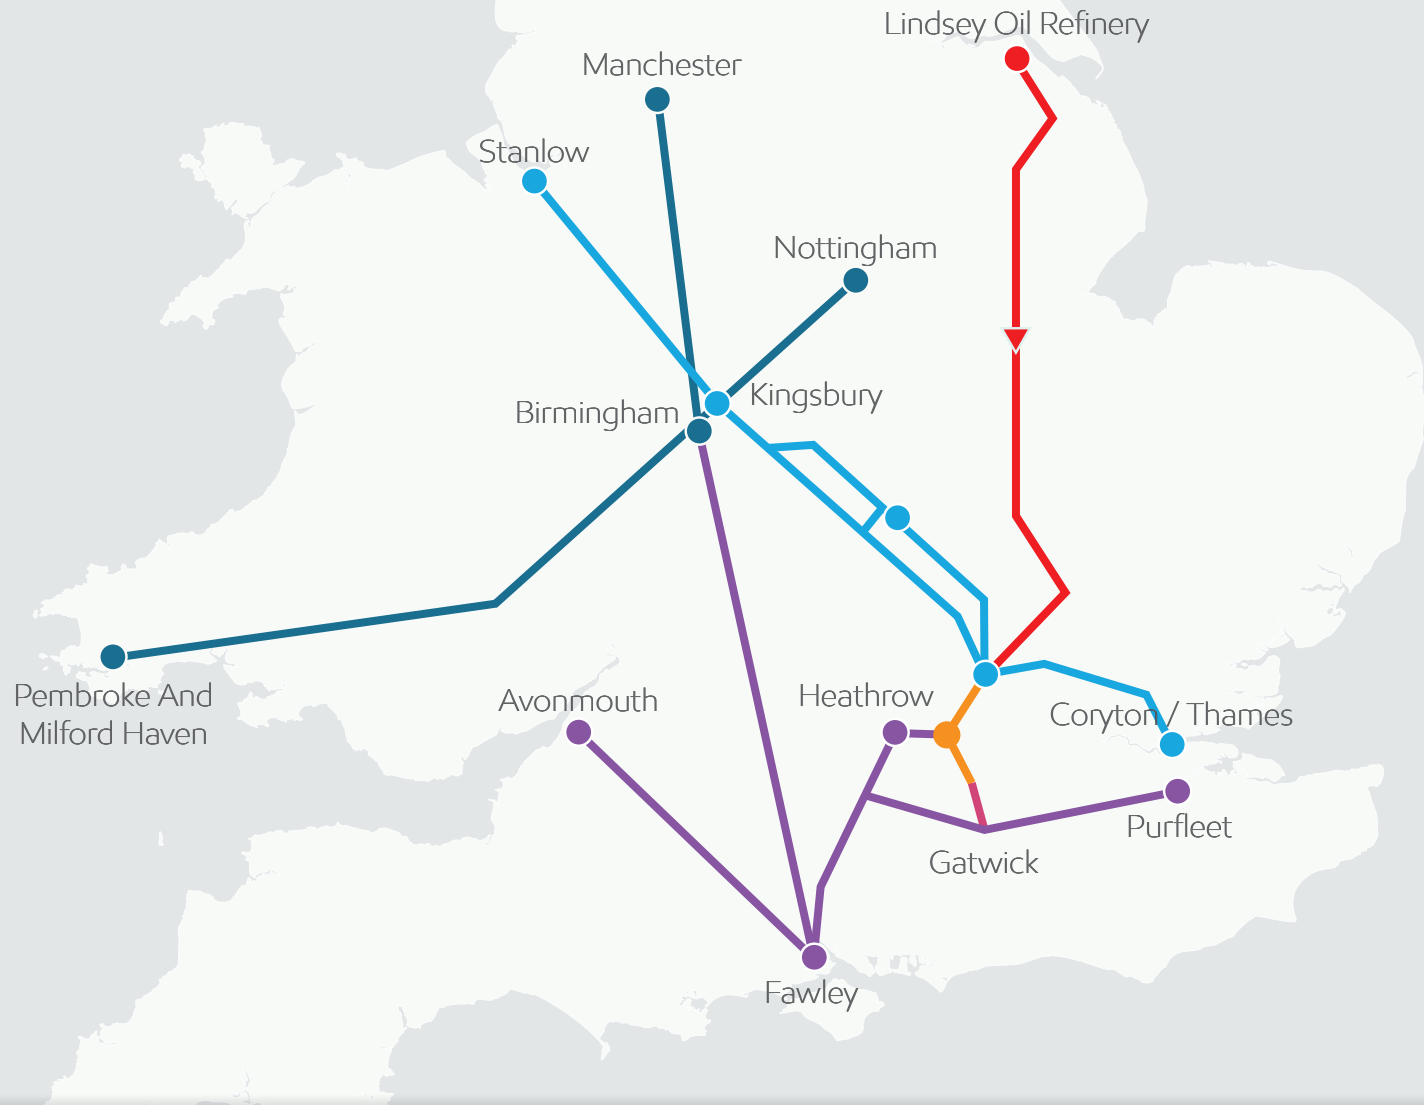 Lindsey Oil Refinery
Manchester
Stanlow
Nottingham
Kingsbury
Birmingham
Pembroke And
Milford Haven
Avonmouth
Heathrow
Coryton / Thames
Purfleet
Gatwick
Fawley